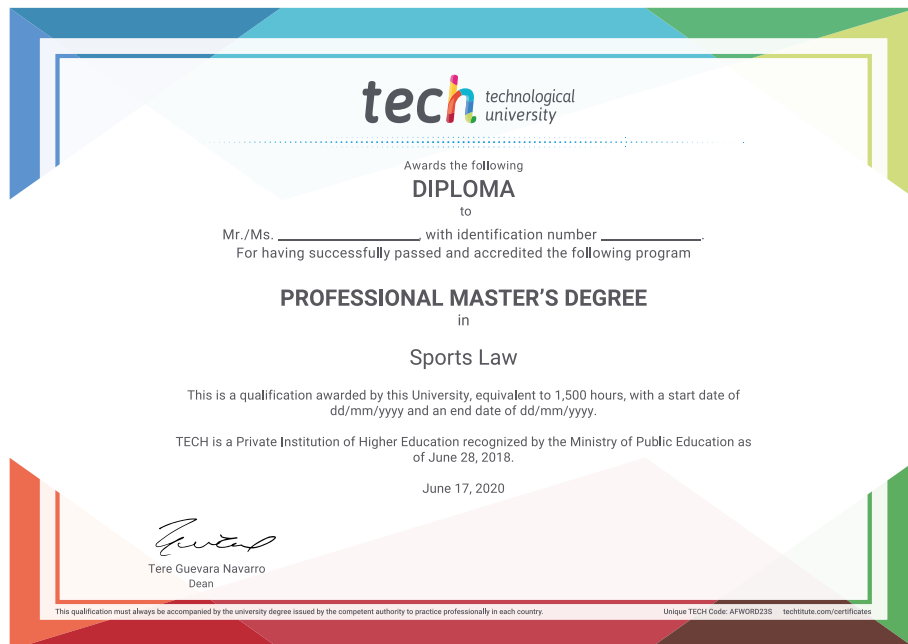 tech technological
university
Awards the following
DIPLOMA
to
Mr./Ms. ____________________, with identification number ______________.
For having successfully passed and accredited the following program
PROFESSIONAL MASTER'S DEGREE
in
Sports Law
This is a qualification awarded by this University, equivalent to 1,500 hours, with a start date of
dd/mm/yyyy and an end date of dd/mm/yyyy.
TECH is a Private Institution of Higher Education recognized by the Ministry of Public Education as
of June 28, 2018.
June 17, 2020
Tere Guevara Navarro
Dean
This qualification must always be accompanied by the university degree issued by the competent authority to practice professionally in each country.
Unique TECH Code: AFWORD23S techtitute.com/certificates